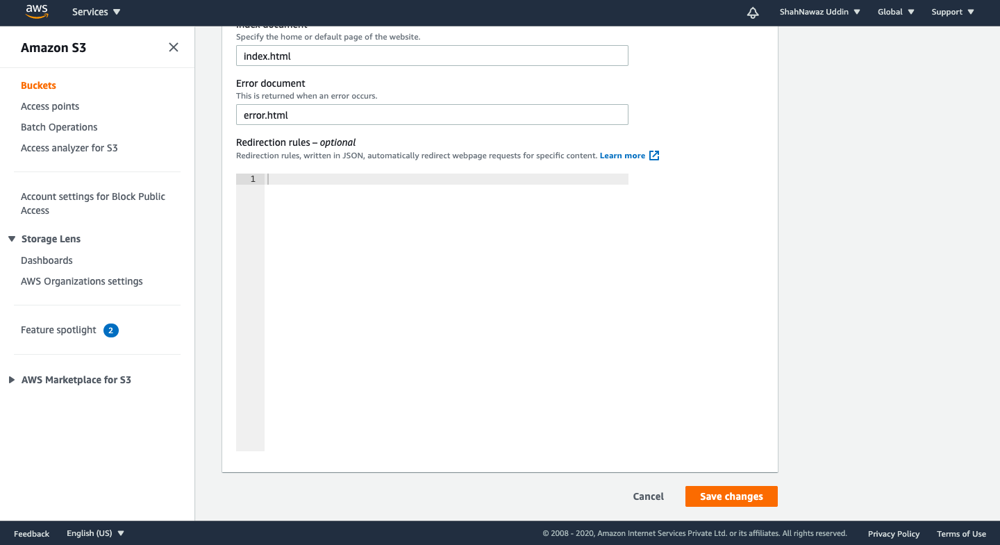 aws
Services
ShahNawaz Uddin
Global
Support
Amazon S3
Buckets
Access points
Batch Operations
Access analyzer for S3
Account settings for Block Public
Access
Storage Lens
Dashboards
AWS Organizations settings
Feature spotlight 2
AWS Marketplace for S3
Index document
Specify the home or default page of the website.
index.html
Error document
This is returned when an error occurs.
error.html
Redirection rules – optional
Redirection rules, written in JSON, automatically redirect webpage requests for specific content. Learn more
1
Cancel
Save changes
Feedback
English (US)
© 2008 - 2020, Amazon Internet Services Private Ltd. or its affiliates. All rights reserved.
Privacy Policy
Terms of Use